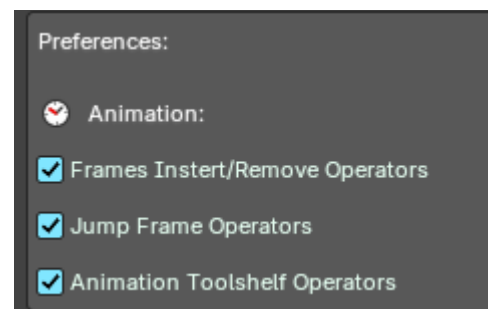 Preferences:
Animation:
Frames Instert/Remove Operators
Jump Frame Operators
Animation Toolshelf Operators